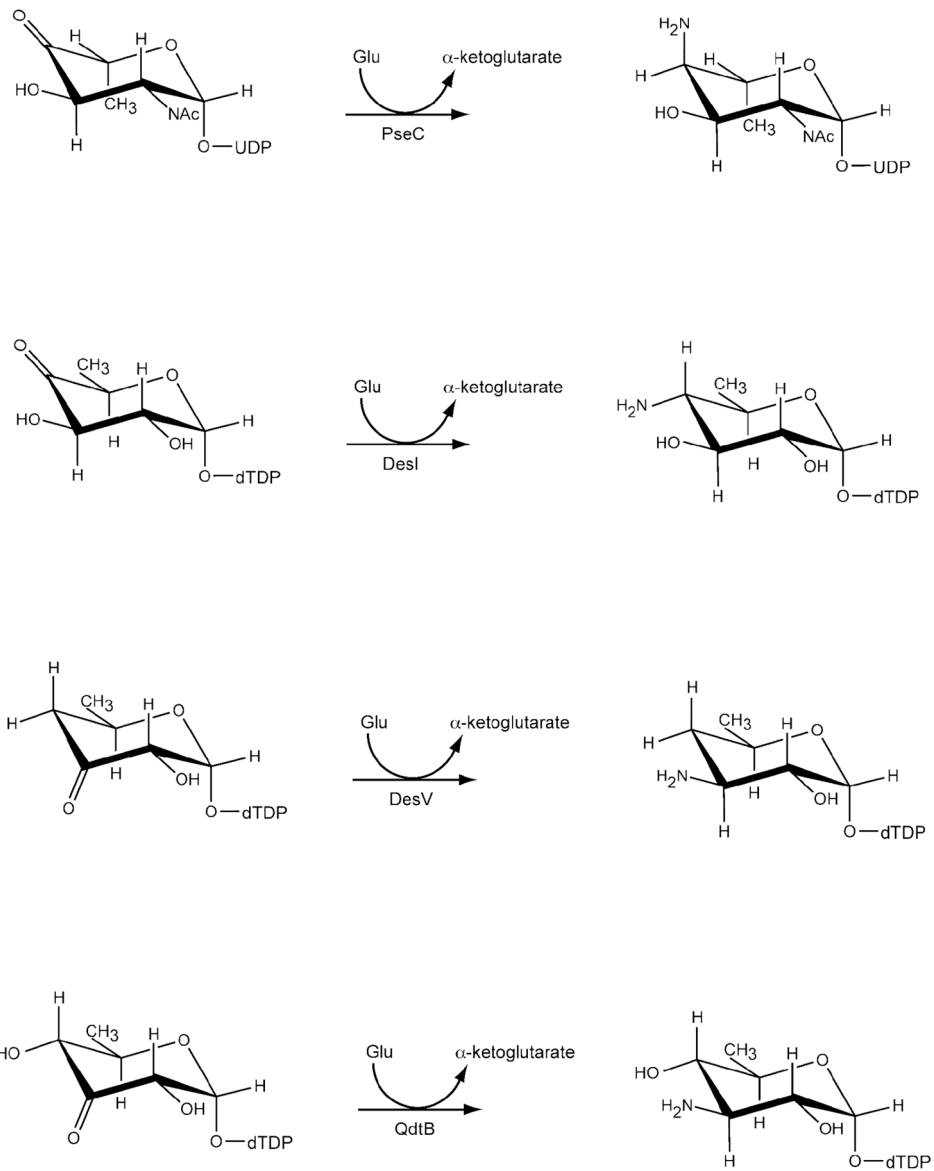 O
H H O
HO H
CH3 NAc
H O—UDP
Glu α-ketoglutarate
PseC
H2N
H H H O
HO H
CH3 NAc
H O—UDP
O
CH3 H O
HO H
H OH
H O—dTDP
Glu α-ketoglutarate
DesI
H
CH3 H O
H2N
HO H
H OH
H O—dTDP
H
CH3 H O
H H
H OH
O O—dTDP
Glu α-ketoglutarate
DesV
H
CH3 H O
H
H2N H
H OH
H O—dTDP
H
CH3 H O
HO H
H OH
O O—dTDP
Glu α-ketoglutarate
QdtB
H
CH3 H O
HO
H2N H
H OH
H O—dTDP